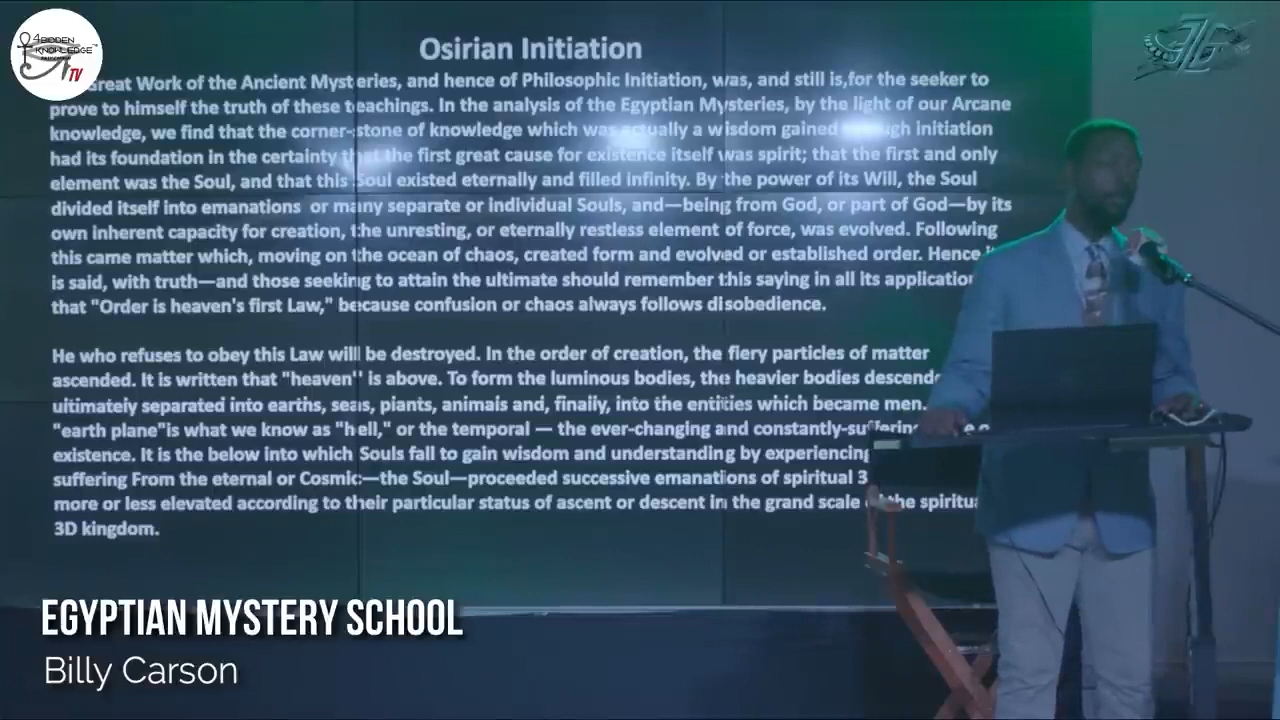 4BIDDEN
KNOWLEDGE
TV
Osirian Initiation
Great Work of the Ancient Mysteries, and hence of Philosophic Initiation, was, and still is,for the seeker to
prove to himself the truth of these teachings. In the analysis of the Egyptian Mysteries, by the light of our Arcane
knowledge, we find that the corner-stone of knowledge which was actually a wisdom gained through initiation
had its foundation in the certainty that the first great cause for existence itself was spirit; that the first and only
element was the Soul, and that this Soul existed eternally and filled infinity. By the power of its Will, the Soul
divided itself into emanations or many separate or individual Souls, and—being from God, or part of God—by its
own inherent capacity for creation, the unresting, or eternally restless element of force, was evolved. Following
this came matter which, moving on the ocean of chaos, created form and evolved or established order. Hence
is said, with truth—and those seeking to attain the ultimate should remember this saying in all its
that "Order is heaven's first Law," because confusion or chaos always follows disobedience.
He who refuses to obey this Law will be destroyed. In the order of creation, the fiery particles of matter
ascended. It is written that "heaven'' is above. To form the luminous bodies, the heavier bodies
ultimately separated into earths, seas, plants, animals and, finally, into the entities which became men.
"earth plane"is what we know as "hell," or the temporal — the ever-changing and
existence. It is the below into which Souls fall to gain wisdom and understanding by experiencing
suffering From the eternal or Cosmic:—the Soul—proceeded successive emanations of spiritual
more or less elevated according to their particular status of ascent or descent in the grand scale the
3D kingdom.
EGYPTIAN MYSTERY SCHOOL
Billy Carson